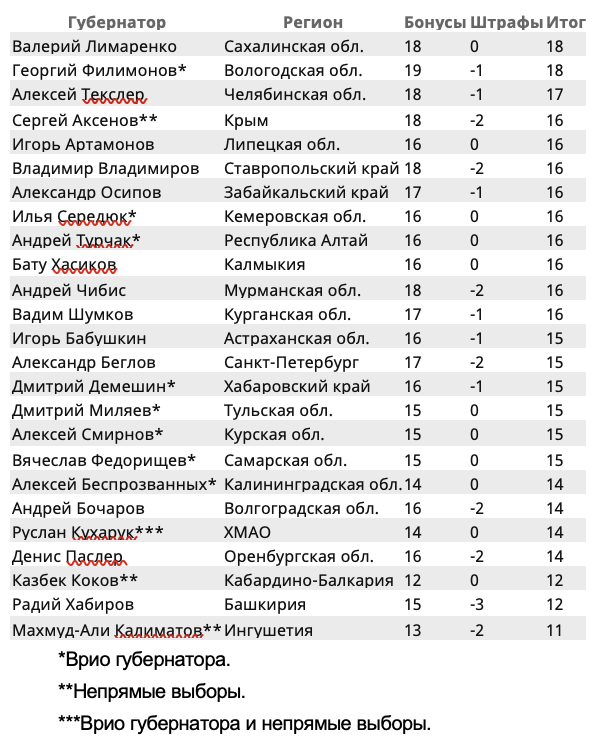 Губернатор Регион Бонусы Штрафы Итог
Валерий Лимаренко Сахалинская обл. 18 0 18
Георгий Филимонов* Вологодская обл. 19 -1 18
Алексей Текслер Челябинская обл. 18 -1 17
Сергей Аксенов** Крым 18 -2 16
Игорь Артамонов Липецкая обл. 16 0 16
Владимир Владимиров Ставропольский край 18 -2 16
Александр Осипов Забайкальский край 17 -1 16
Илья Середюк* Кемеровская обл. 16 0 16
Андрей Турчак* Республика Алтай 16 0 16
Бату Хасиков Калмыкия 16 0 16
Андрей Чибис Мурманская обл. 18 -2 16
Вадим Шумков Курганская обл. 17 -1 16
Игорь Бабушкин Астраханская обл. 16 -1 15
Александр Беглов Санкт-Петербург 17 -2 15
Дмитрий Демешин* Хабаровский край 16 -1 15
Дмитрий Миляев* Тульская обл. 15 0 15
Алексей Смирнов* Курская обл. 15 0 15
Вячеслав Федорищев* Самарская обл. 15 0 15
Алексей Беспрозванных* Калининградская обл. 14 0 14
Андрей Бочаров Волгоградская обл. 16 -2 14
Руслан Кухарук*** ХМАО 14 0 14
Денис Паслер Оренбургская обл. 16 -2 14
Казбек Коков** Кабардино-Балкария 12 0 12
Радий Хабиров Башкирия 15 -3 12
Махмуд-Али Калиматов** Ингушетия 13 -2 11
*Врио губернатора.
**Непрямые выборы.
***Врио губернатора и непрямые выборы.